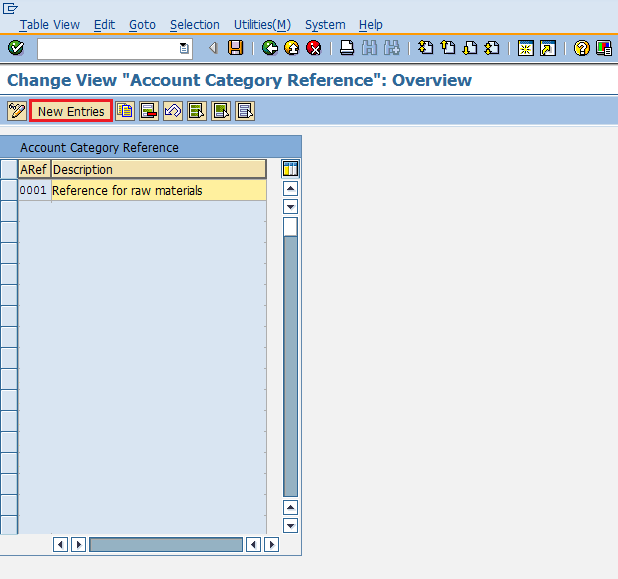 Table View Edit Goto Selection Utilities(M) System Help
Change View "Account Category Reference": Overview
New Entries
Account Category Reference
ARef Description
0001 Reference for raw materials